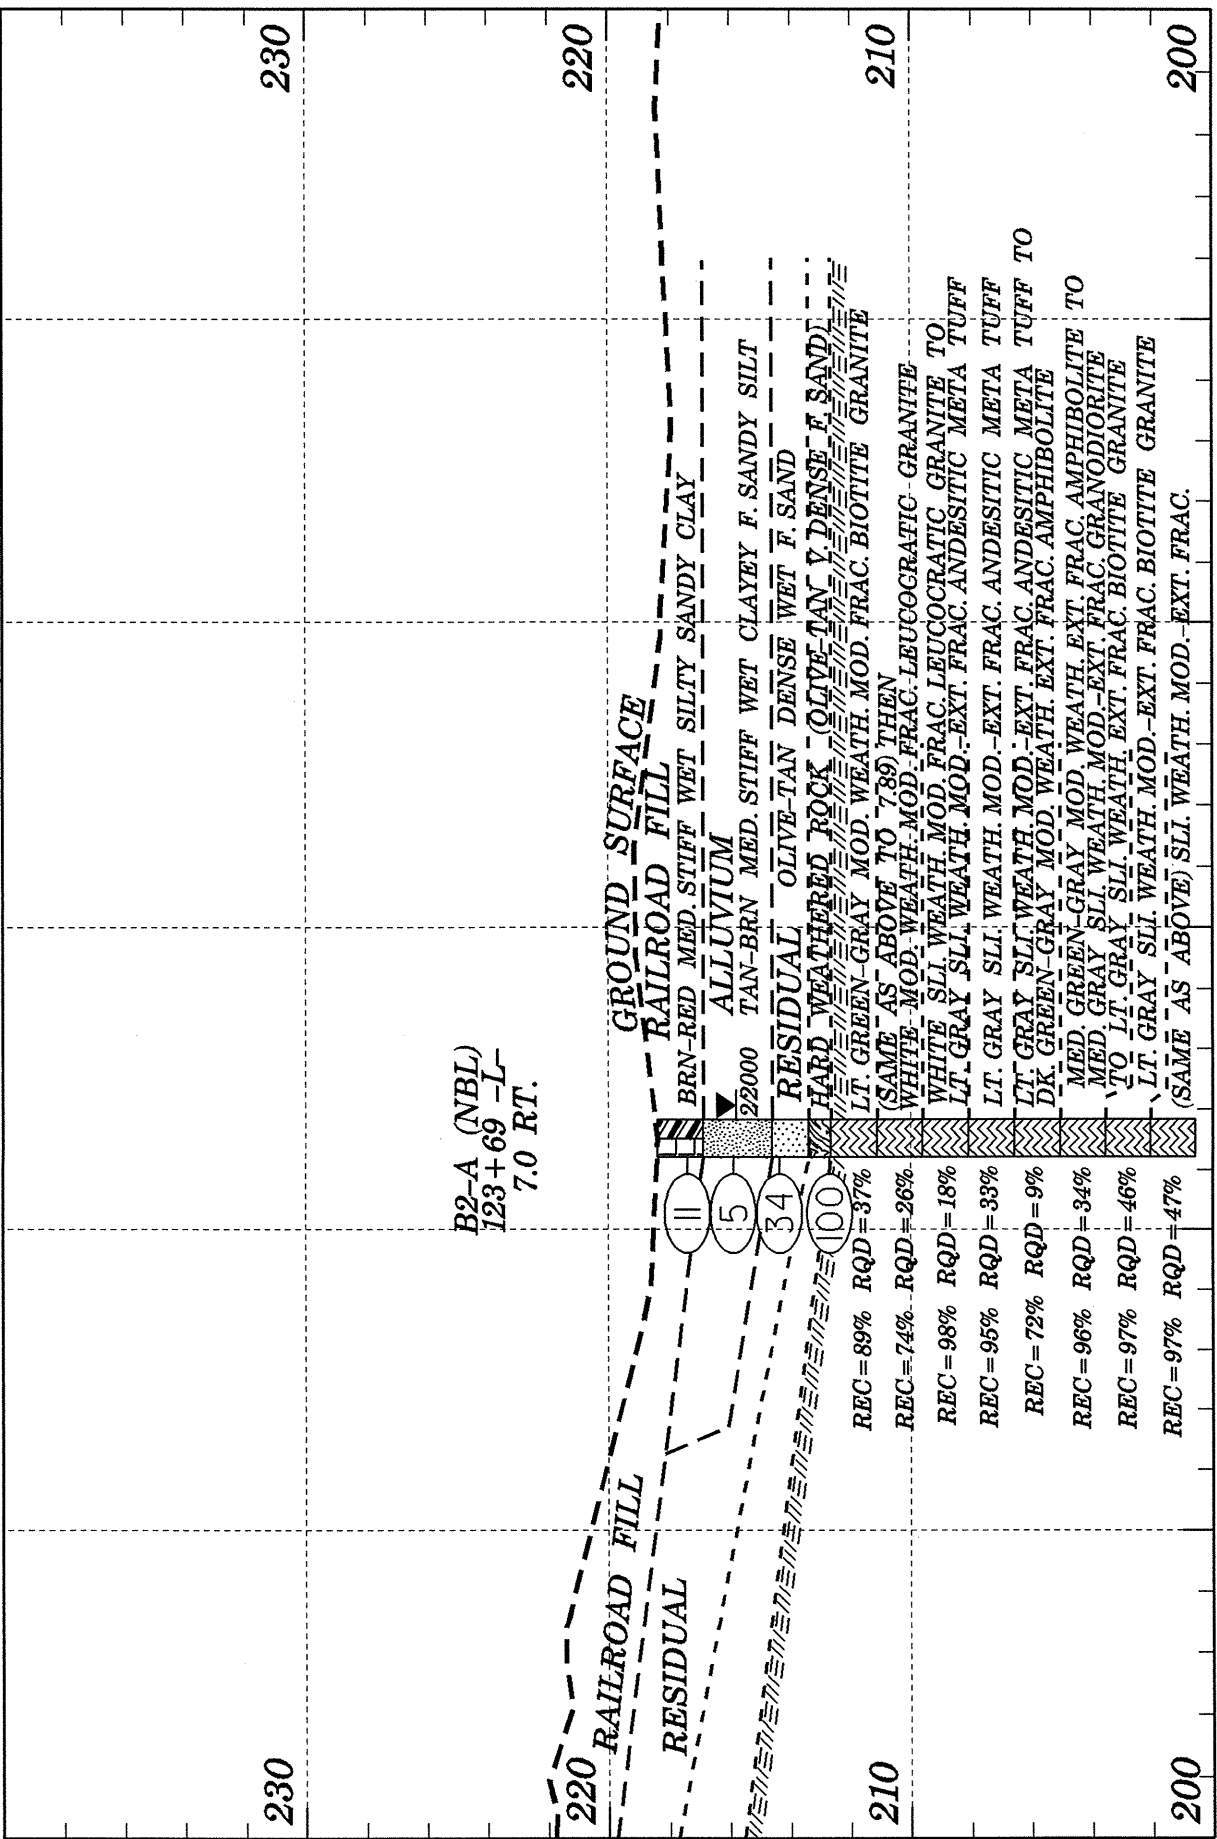 230
220
210
200
B2-A (NBL)
123+69 -L-
7.0 RT.
GROUND SURFACE
RAILROAD FILL
BRN-RED MED. STIFF WET SILTY SANDY CLAY
ALLUVIUM
2/2000 TAN-BRN MED. STIFF WET CLAYEY F. SANDY SILT
RESIDUAL OLIVE-TAN DENSE WET F. SAND
HARD WEATHERED ROCK (OLIVE-TAN V. DENSE F. SAND)
LT. GREEN-GRAY MOD. WEATH. MOD. FRAC. BIOTITE GRANITE
(SAME AS ABOVE TO 7.89) THEN
WHITE MOD. WEATH. MOD. FRAC. LEUCOGRATIC GRANITE
WHITE SLI. WEATH. MOD. FRAC. LEUCOCRATIC GRANITE TO
LT. GRAY SLI. WEATH. MOD.-EXT. FRAC. ANDESITIC META TUFF
LT. GRAY SLI. WEATH. MOD.-EXT. FRAC. ANDESITIC META TUFF
LT. GRAY SLI. WEATH. MOD.-EXT. FRAC. ANDESITIC META TUFF TO
DK. GREEN-GRAY MOD. WEATH. EXT. FRAC. AMPHIBOLITE
MED. GREEN-GRAY MOD. WEATH. EXT. FRAC. AMPHIBOLITE TO
MED. GRAY SLI. WEATH. MOD.-EXT. FRAC. GRANODIORITE
TO LT. GRAY SLI. WEATH. EXT. FRAC. BIOTITE GRANITE
LT. GRAY SLI. WEATH. MOD.-EXT. FRAC. BIOTITE GRANITE
(SAME AS ABOVE) SLI. WEATH. MOD.-EXT. FRAC.
11
5
34
100
REC=89% RQD=37%
REC=74% RQD=26%
REC=98% RQD=18%
REC=95% RQD=33%
REC=72% RQD=9%
REC=96% RQD=34%
REC=97% RQD=46%
REC=97% RQD=47%
RAILROAD FILL
RESIDUAL
230
220
210
200